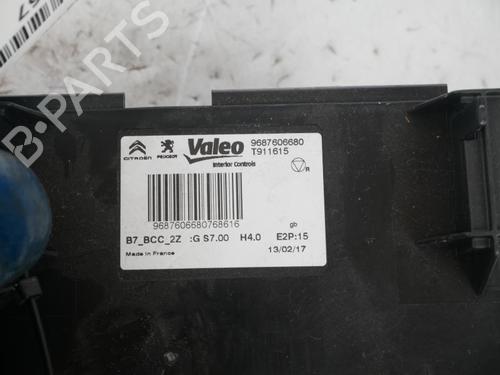 CITROËN PEUGEOT Valeo 9687606680
T911615
Interior Controls
R
9687606680768616
gb
B7_BCC_2Z :G S7.00 H4.0 E2P:15
Made in France 13/02/17
B-PARTS